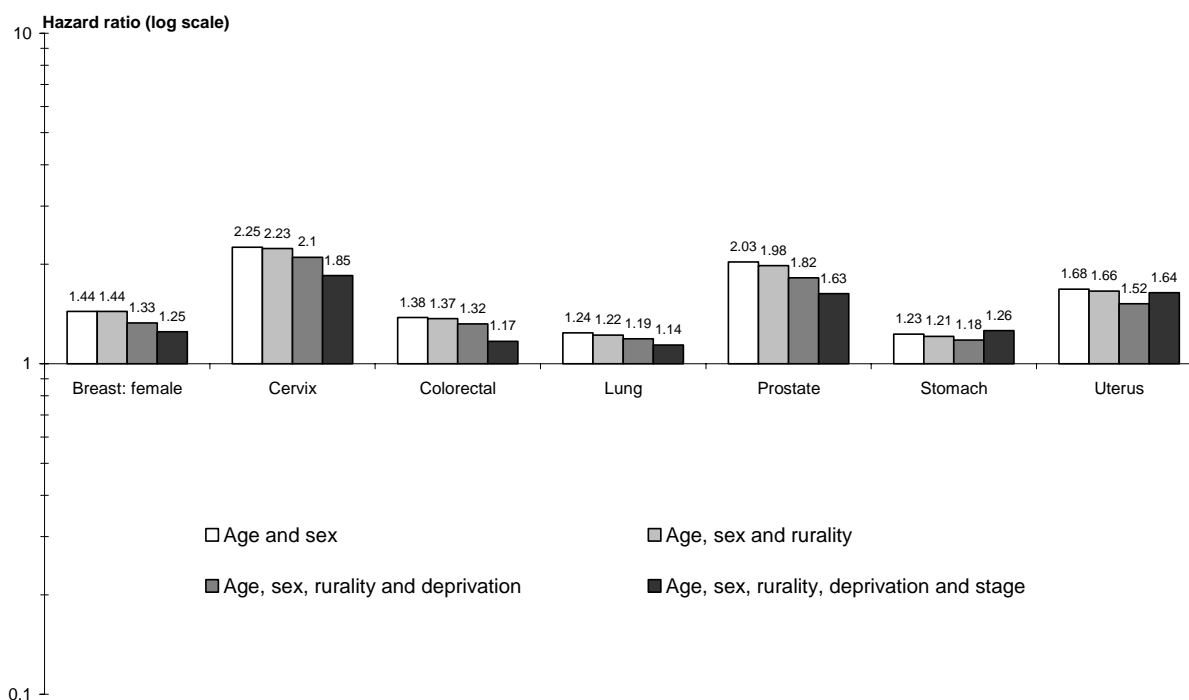 Hazard ratio (log scale)
10
2.25 2.23 2.1 1.85
2.03 1.98 1.82 1.63
1.68 1.66 1.52 1.64
1.44 1.44 1.33 1.25
1.38 1.37 1.32 1.17
1.24 1.22 1.19 1.14
1.23 1.21 1.18 1.26
1
Breast: female Cervix Colorectal Lung Prostate Stomach Uterus
Age and sex Age, sex and rurality
Age, sex, rurality and deprivation Age, sex, rurality, deprivation and stage
0.1